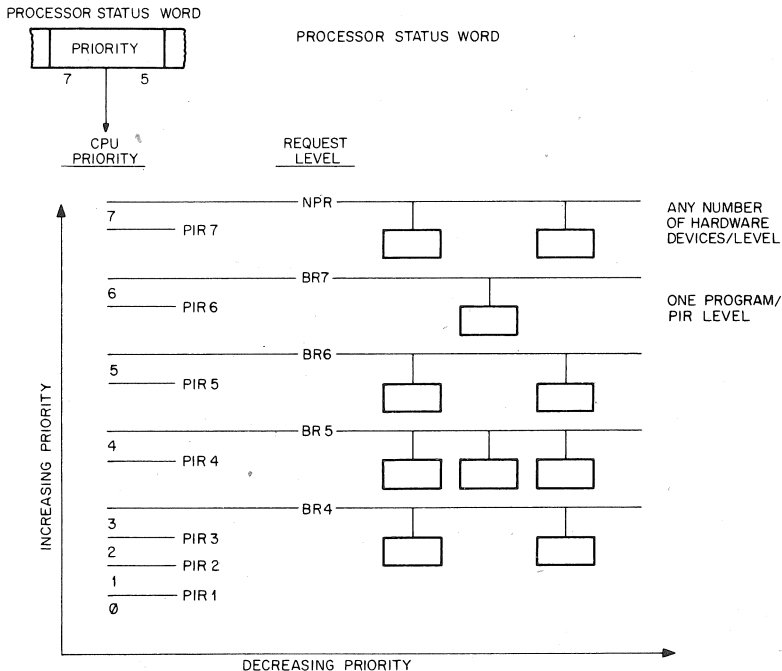 PROCESSOR STATUS WORD
PROCESSOR STATUS WORD
PRIORITY
7 5
CPU
PRIORITY
REQUEST
LEVEL
NPR
7
PIR 7
ANY NUMBER
OF HARDWARE
DEVICES/LEVEL
BR7
6
PIR 6
ONE PROGRAM/
PIR LEVEL
BR6
5
PIR 5
BR 5
4
PIR 4
BR4
3
PIR 3
2
PIR 2
1
PIR 1
Ø
INCREASING PRIORITY
DECREASING PRIORITY